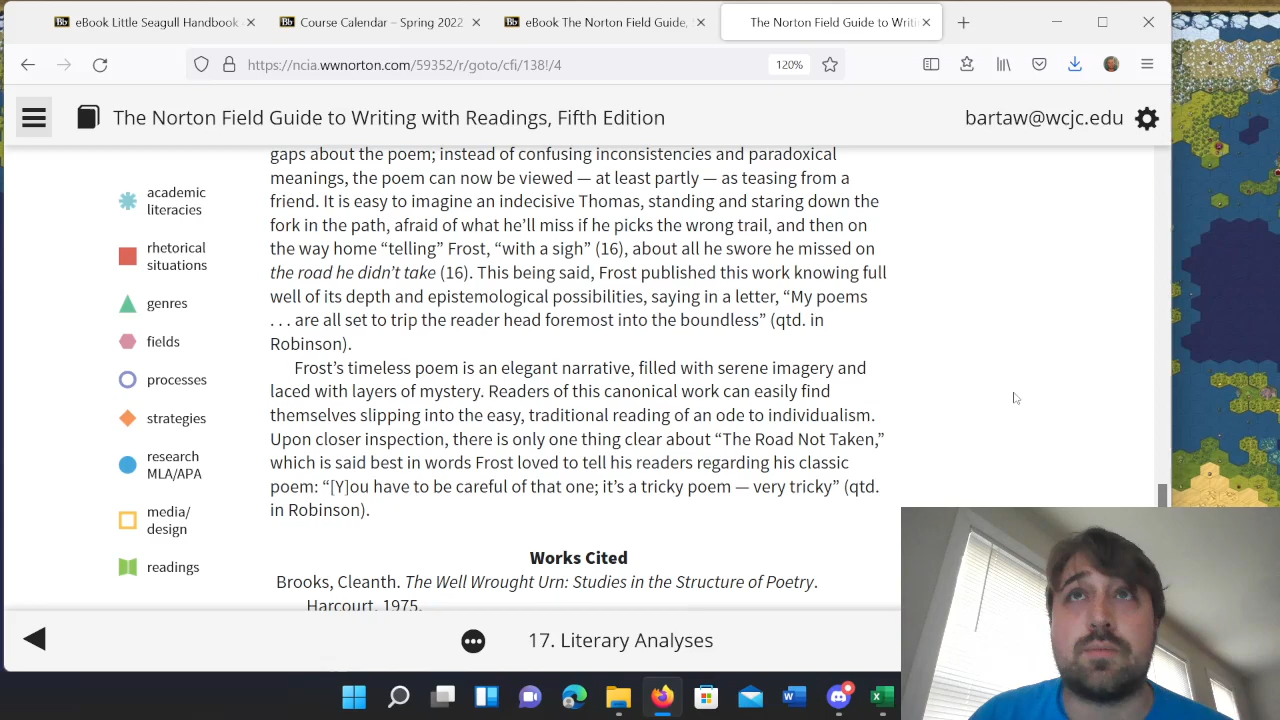 eBook Little Seagull Handbook
Course Calendar – Spring 2022
eBook The Norton Field Guide,
The Norton Field Guide to Writi
https://ncia.wwnorton.com/59352/r/goto/cfi/138!/4
120%
The Norton Field Guide to Writing with Readings, Fifth Edition
bartaw@wcjc.edu
gaps about the poem; instead of confusing inconsistencies and paradoxical
meanings, the poem can now be viewed — at least partly — as teasing from a
friend. It is easy to imagine an indecisive Thomas, standing and staring down the
fork in the path, afraid of what he’ll miss if he picks the wrong trail, and then on
the way home “telling” Frost, “with a sigh” (16), about all he swore he missed on
the road he didn’t take (16). This being said, Frost published this work knowing full
well of its depth and epistemological possibilities, saying in a letter, “My poems
. . . are all set to trip the reader head foremost into the boundless” (qtd. in
Robinson).
Frost’s timeless poem is an elegant narrative, filled with serene imagery and
laced with layers of mystery. Readers of this canonical work can easily find
themselves slipping into the easy, traditional reading of an ode to individualism.
Upon closer inspection, there is only one thing clear about “The Road Not Taken,”
which is said best in words Frost loved to tell his readers regarding his classic
poem: “[Y]ou have to be careful of that one; it’s a tricky poem — very tricky” (qtd.
in Robinson).
Works Cited
Brooks, Cleanth. The Well Wrought Urn: Studies in the Structure of Poetry.
Harcourt, 1975.
academic
literacies
rhetorical
situations
genres
fields
processes
strategies
research
MLA/APA
media/
design
readings
17. Literary Analyses